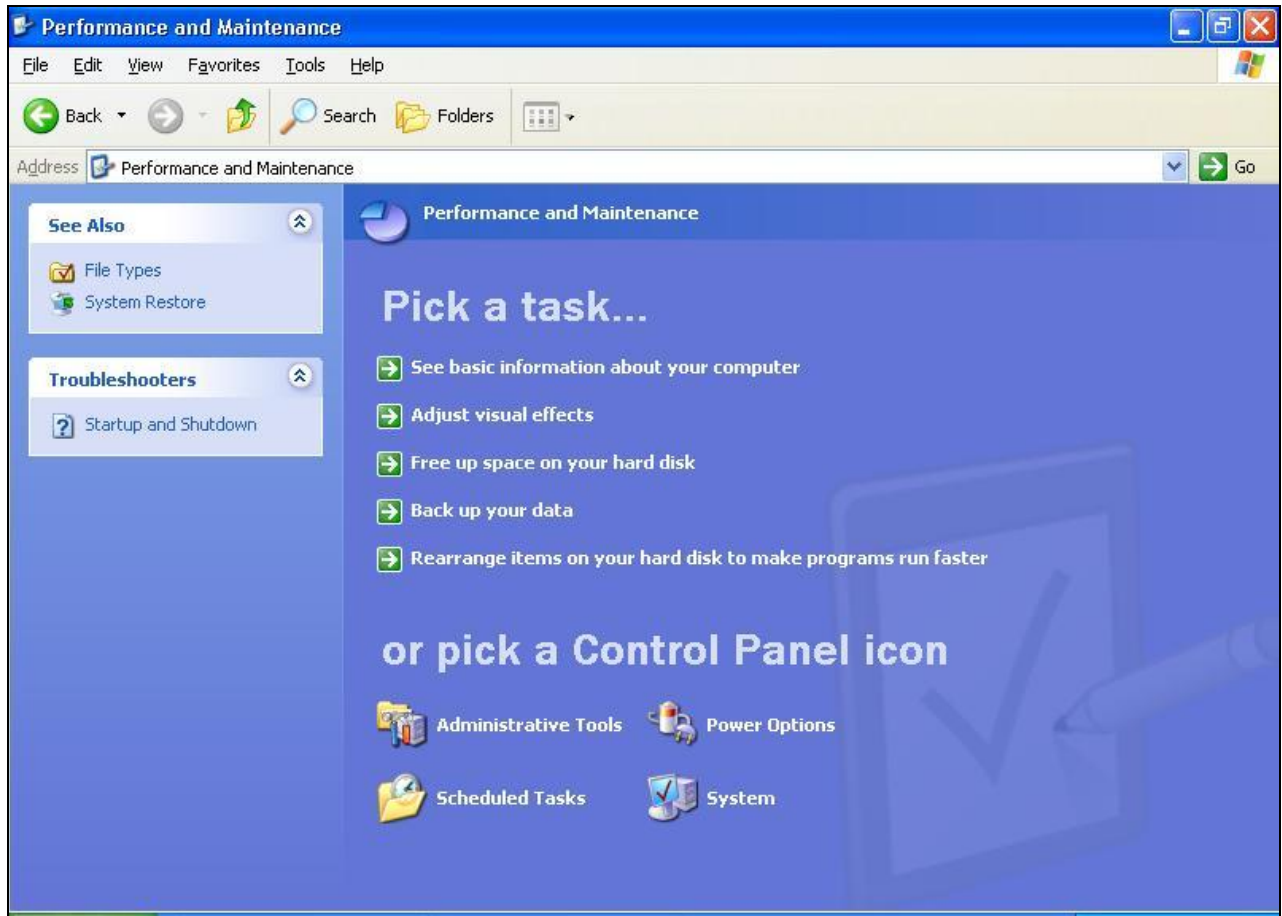 Performance and Maintenance
File Edit View Favorites Tools Help
Back Search Folders
Address Performance and Maintenance Go
See Also
File Types
System Restore
Troubleshooters
Startup and Shutdown
Performance and Maintenance
Pick a task...
See basic information about your computer
Adjust visual effects
Free up space on your hard disk
Back up your data
Rearrange items on your hard disk to make programs run faster
or pick a Control Panel icon
Administrative Tools Power Options
Scheduled Tasks System